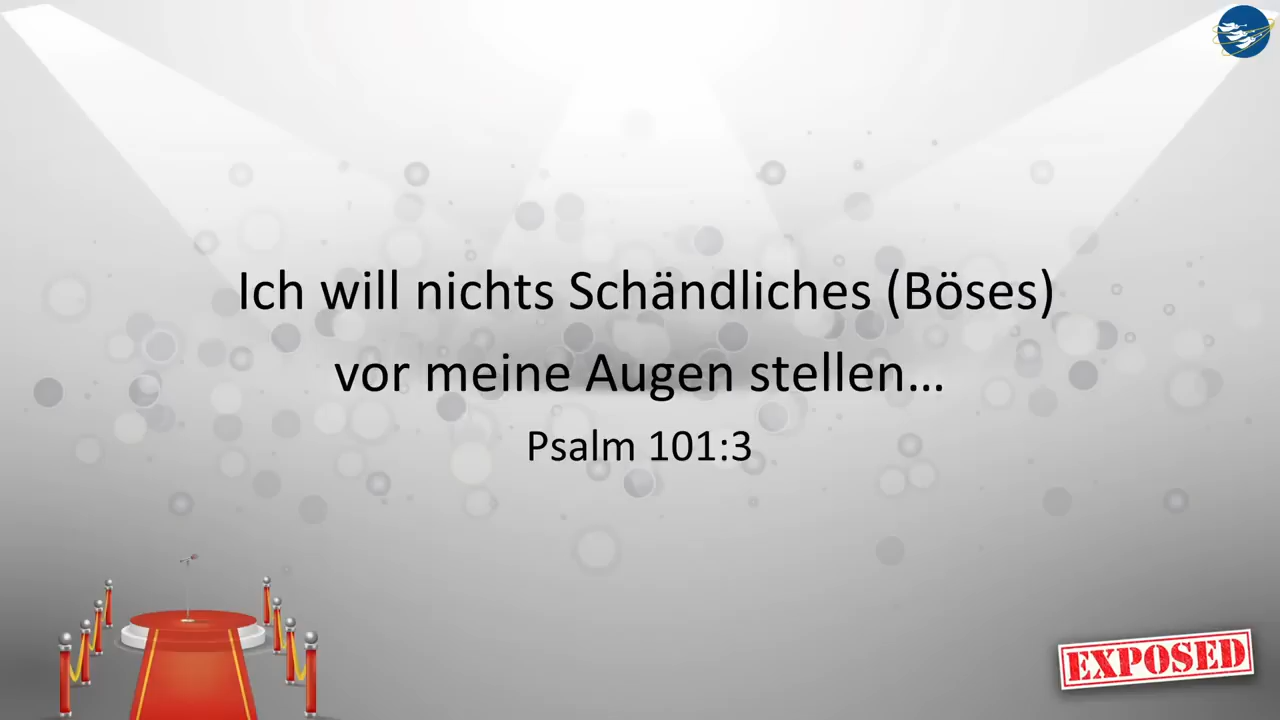 Ich will nichts Schändliches (Böses)
vor meine Augen stellen...
Psalm 101:3
EXPOSED